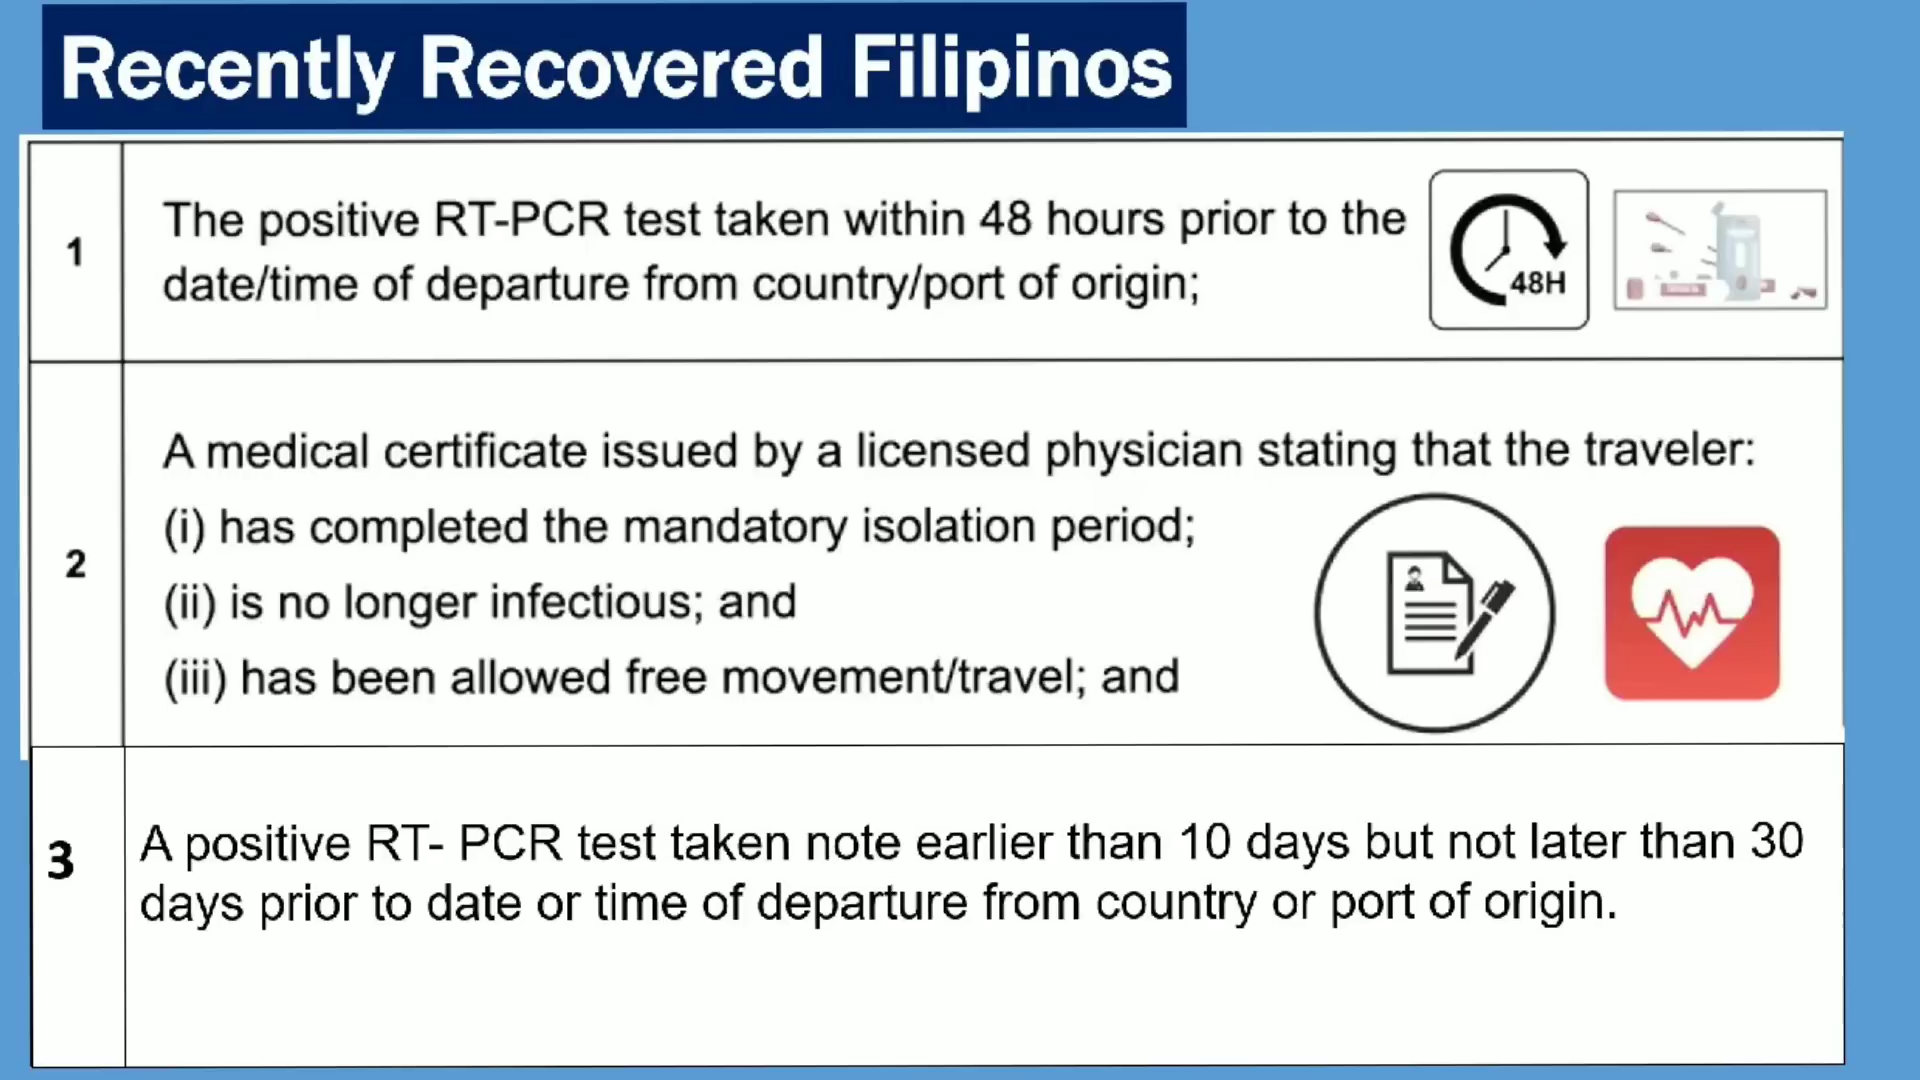 Recently Recovered Filipinos
1
The positive RT-PCR test taken within 48 hours prior to the
date/time of departure from country/port of origin;
48H
2
A medical certificate issued by a licensed physician stating that the traveler:
(i) has completed the mandatory isolation period;
(ii) is no longer infectious; and
(iii) has been allowed free movement/travel; and
3
A positive RT- PCR test taken note earlier than 10 days but not later than 30
days prior to date or time of departure from country or port of origin.